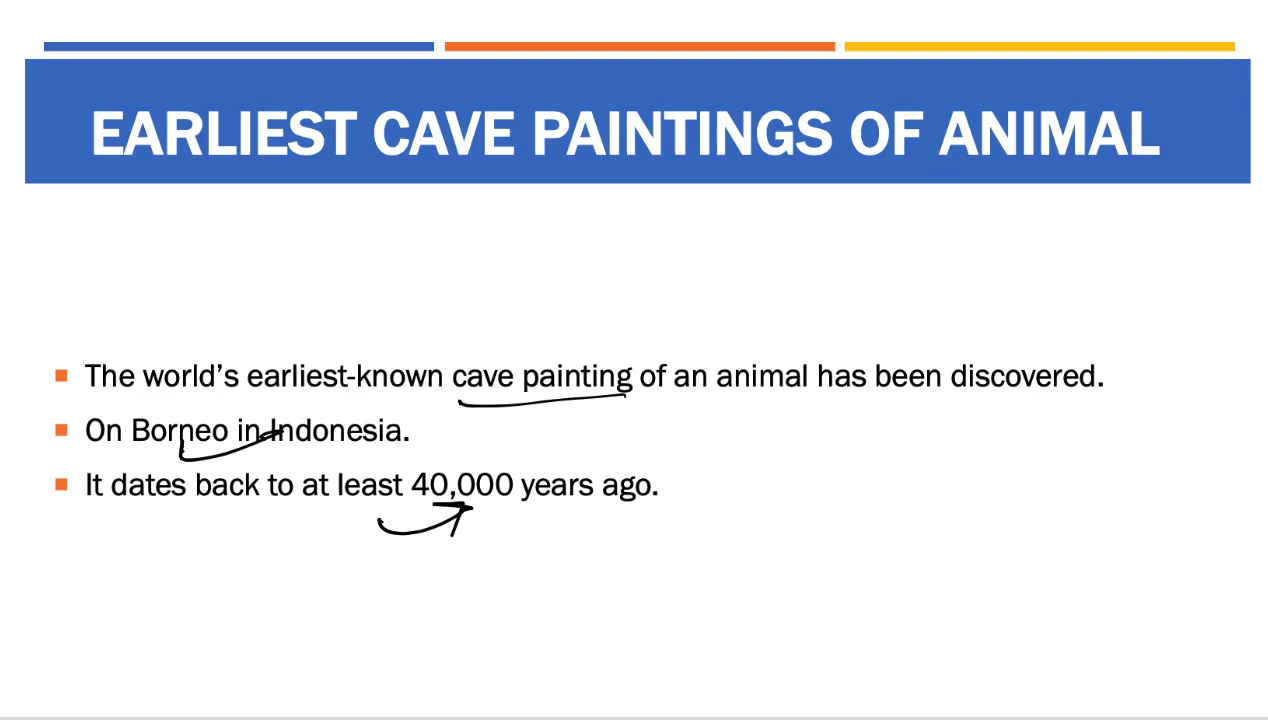 EARLIEST CAVE PAINTINGS OF ANIMAL
The world's earliest-known cave painting of an animal has been discovered.
On Borneo in Indonesia.
It dates back to at least 40,000 years ago.